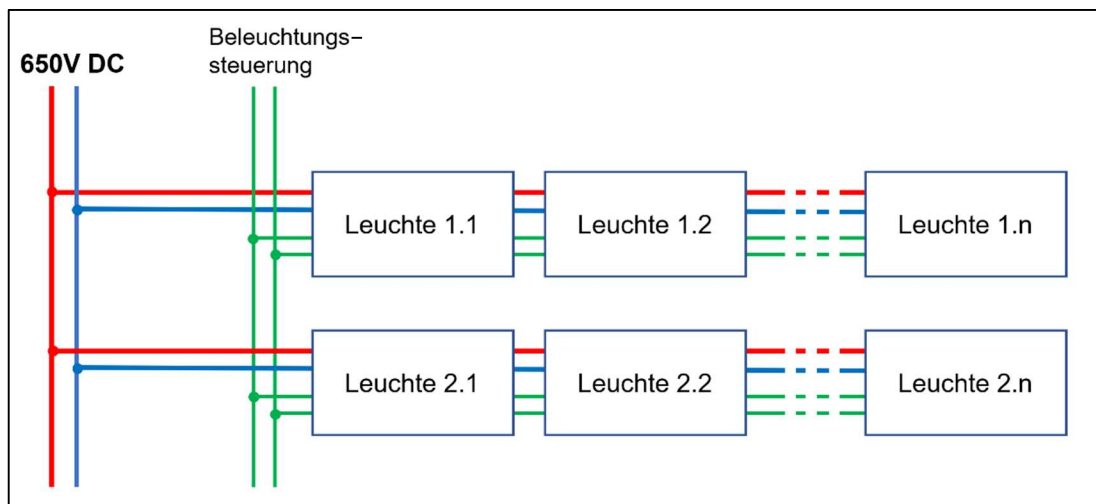 650V DC
Beleuchtungs–
steuerung
Leuchte 1.1
Leuchte 1.2
Leuchte 1.n
Leuchte 2.1
Leuchte 2.2
Leuchte 2.n